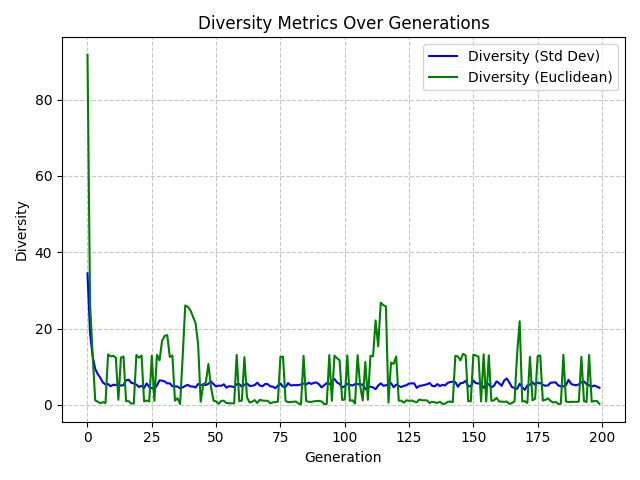 Diversity Metrics Over Generations
Diversity (Std Dev)
Diversity (Euclidean)
80
60
40
20
0
Diversity
0 25 50 75 100 125 150 175 200
Generation